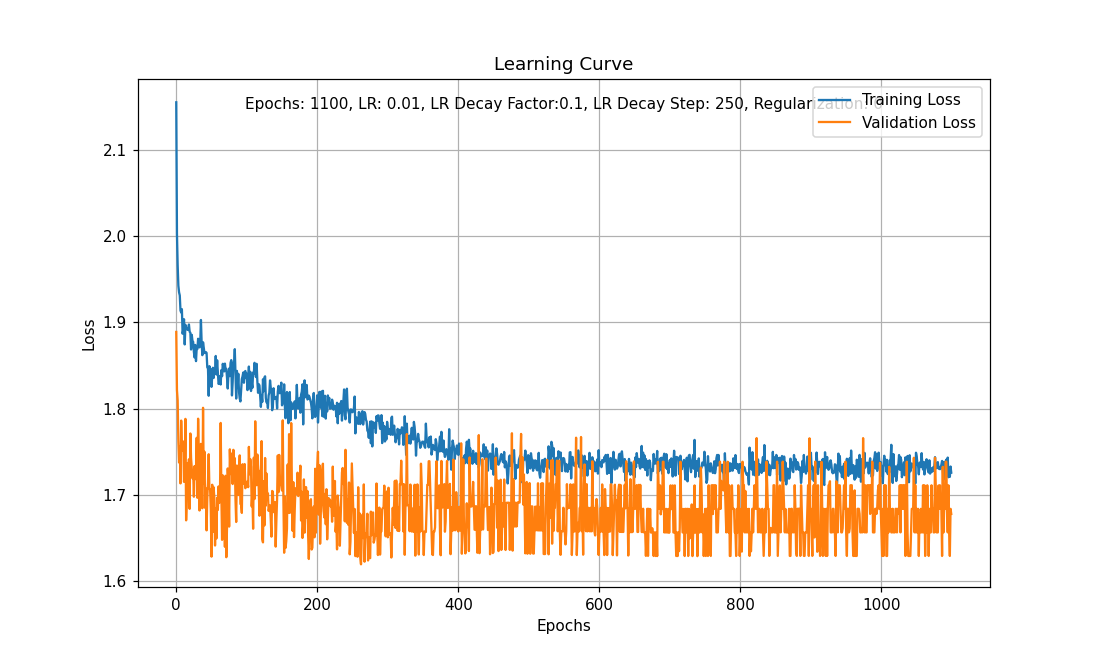 Learning Curve
Epochs: 1100, LR: 0.01, LR Decay Factor:0.1, LR Decay Step: 250, Regularization: 0
Training Loss
Validation Loss
2.1
2.0
1.9
1.8
1.7
1.6
Loss
0 200 400 600 800 1000
Epochs